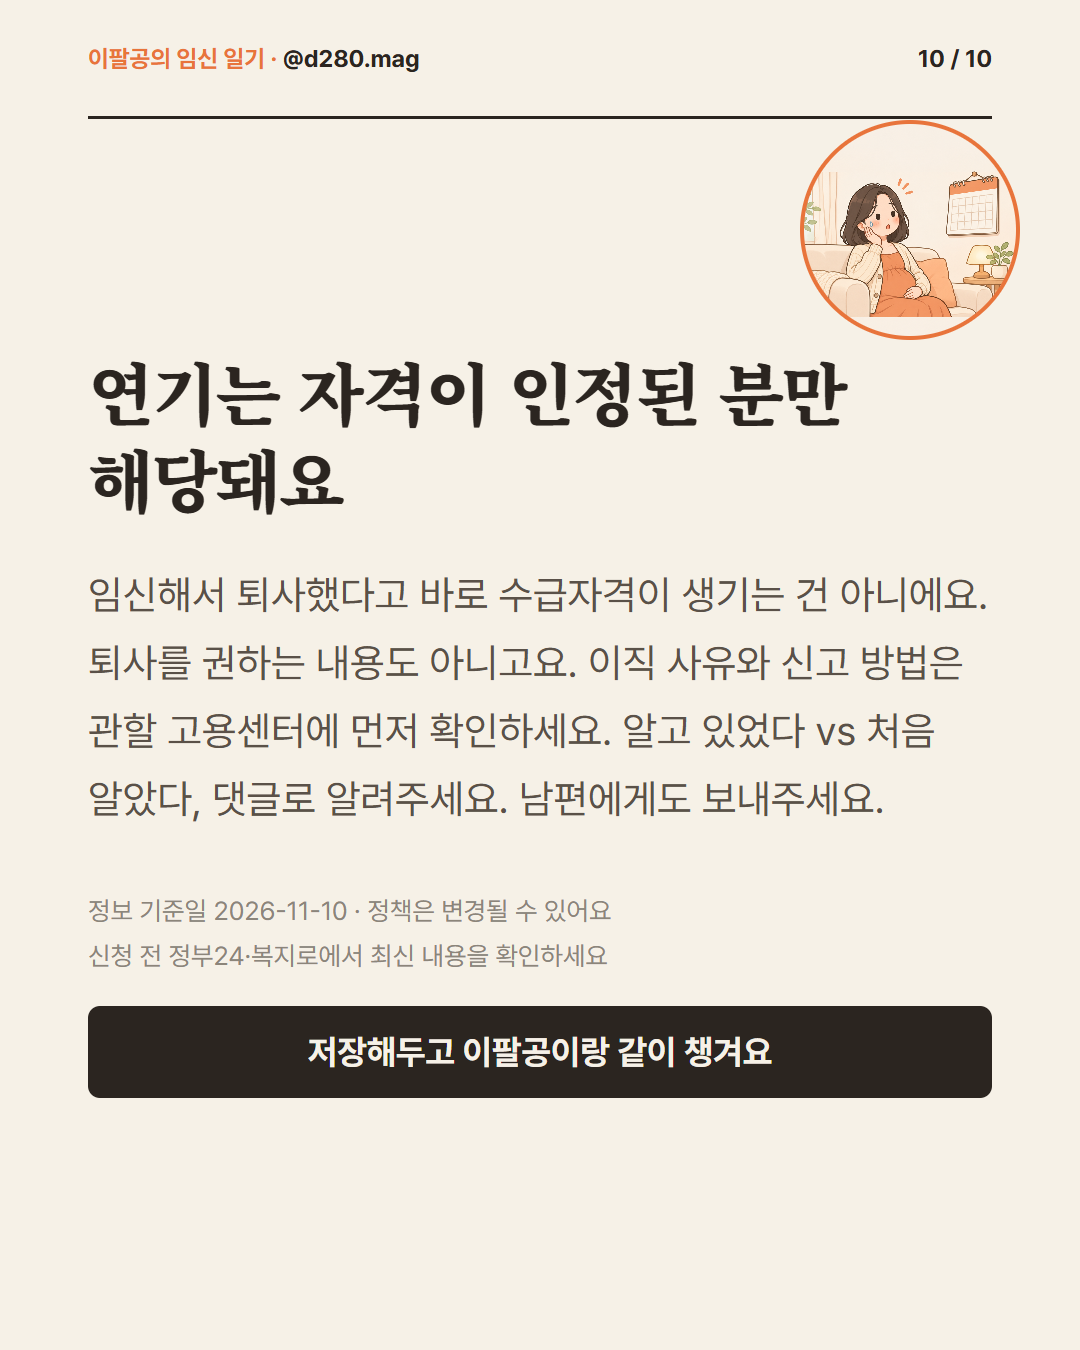 이팔공의 임신 일기 · @d280.mag
10 / 10
연기는 자격이 인정된 분만
해당돼요
임신해서 퇴사했다고 바로 수급자격이 생기는 건 아니에요.
퇴사를 권하는 내용도 아니고요. 이직 사유와 신고 방법은
관할 고용센터에 먼저 확인하세요. 알고 있었다 vs 처음
알았다, 댓글로 알려주세요. 남편에게도 보내주세요.
정보 기준일 2026-11-10 · 정책은 변경될 수 있어요
신청 전 정부24·복지로에서 최신 내용을 확인하세요
저장해두고 이팔공이랑 같이 챙겨요